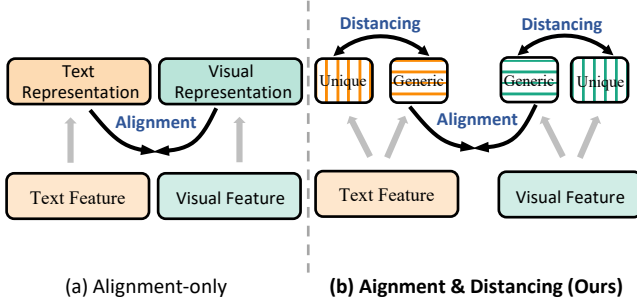 Text
Representation
Visual
Representation
Alignment
Text Feature
Visual Feature
(a) Alignment-only
Distancing
Distancing
Unique
Generic
Generic
Unique
Alignment
Text Feature
Visual Feature
(b) Aignment & Distancing (Ours)